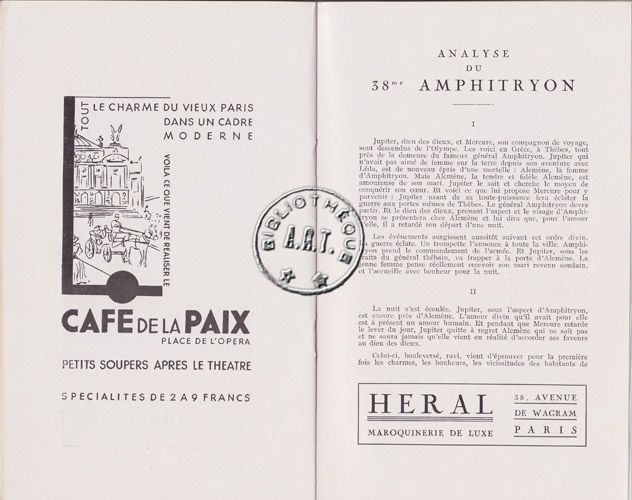 TOUT LE CHARME DU VIEUX PARIS
DANS UN CADRE
MODERNE
VOILA CE QUE VIENT DE REALISER LE
CAFE DE LA PAIX
PLACE DE L'OPERA
PETITS SOUPERS APRES LE THEATRE
SPECIALITES DE 2 A 9 FRANCS
BIBLIOTHÈQUE
A.R.T.
ANALYSE
DU
38me AMPHITRYON
I
Jupiter, dieu des dieux, et Mercure, son compagnon de voyage,
sont descendus de l'Olympe. Les voici en Grèce, à Thèbes, tout
près de la demeure du fameux général Amphitryon. Jupiter qui
n'avait pas aimé de femme sur la terre depuis son aventure avec
Léda, est de nouveau épris d'une mortelle : Alcmène, la femme
d'Amphitryon. Mais Alcmène, la tendre et fidèle Alcmène, est
amoureuse de son mari. Jupiter le sait et cherche le moyen de
conquérir son cœur. Et voici ce que lui propose Mercure pour y
parvenir : Jupiter usant de sa toute-puissance fera éclater la
guerre aux portes mêmes de Thèbes. Le général Amphitryon devra
partir. Et le dieu des dieux, prenant l'aspect et le visage d'Amphi-
tryon se présentera chez Alcmène et lui dira que, pour l'amour
d'elle, il a retardé son départ d'une nuit.
Les événements surgissent aussitôt suivant cet ordre divin.
La guerre éclate. Un trompette l'annonce à toute la ville. Amphi-
tryon prend le commandement de l'armée. Et Jupiter, sous les
traits du général thébain, va frapper à la porte d'Alcmène. La
jeune femme pense réellement recevoir son mari revenu soudain,
et l'accueille avec bonheur pour la nuit.
II
La nuit s'est écoulée. Jupiter, sous l'aspect d'Amphitryon,
est encore près d'Alcmène. L'amour divin qu'il avait pour elle
est à présent un amour humain. Et pendant que Mercure retarde
le lever du jour, Jupiter quitte à regret Alcmène qui ne sait pas
et ne saura jamais qu'elle vient en réalité d'accorder ses faveurs
au dieu des dieux.
Celui-ci, bouleversé, ravi, vient d'éprouver pour la première
fois les charmes, les bonheurs, les vicissitudes des habitants de
HERAL
MAROQUINERIE DE LUXE
38, AVENUE
DE WAGRAM
PARIS